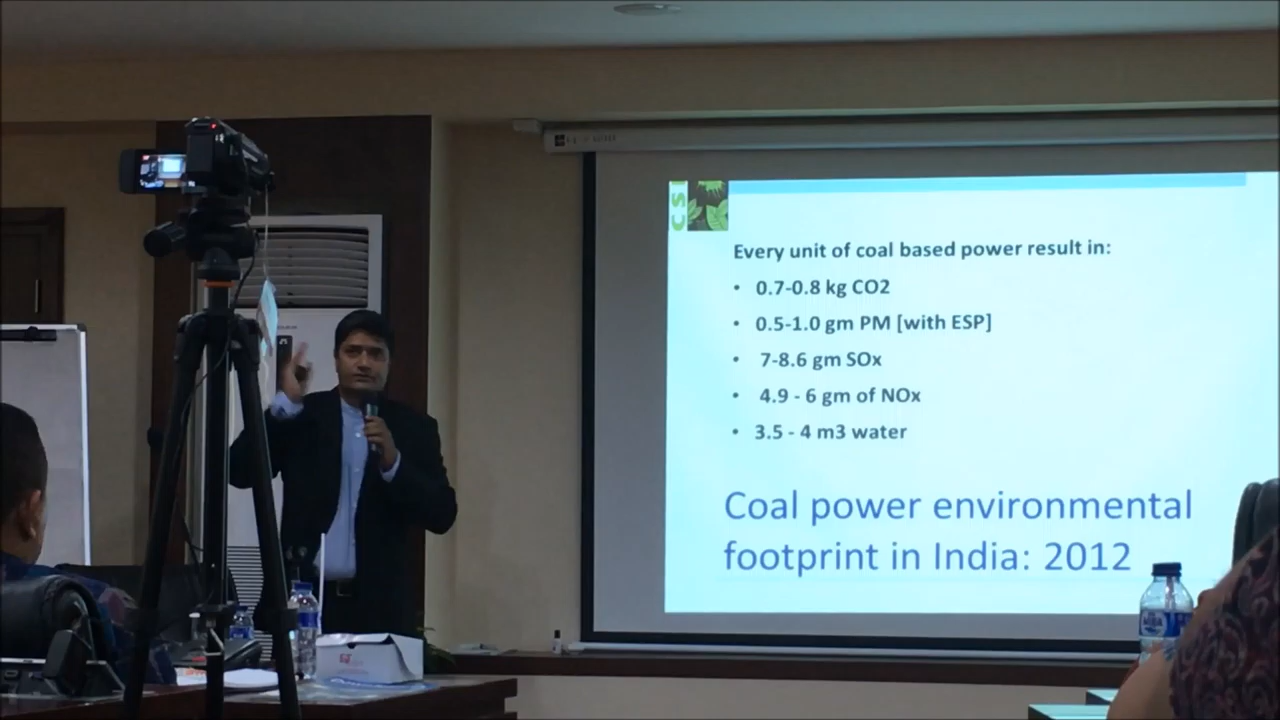 CSE
Every unit of coal based power result in:
• 0.7-0.8 kg CO2
• 0.5-1.0 gm PM [with ESP]
• 7-8.6 gm SOx
• 4.9 - 6 gm of NOx
• 3.5 - 4 m3 water
Coal power environmental
footprint in India: 2012